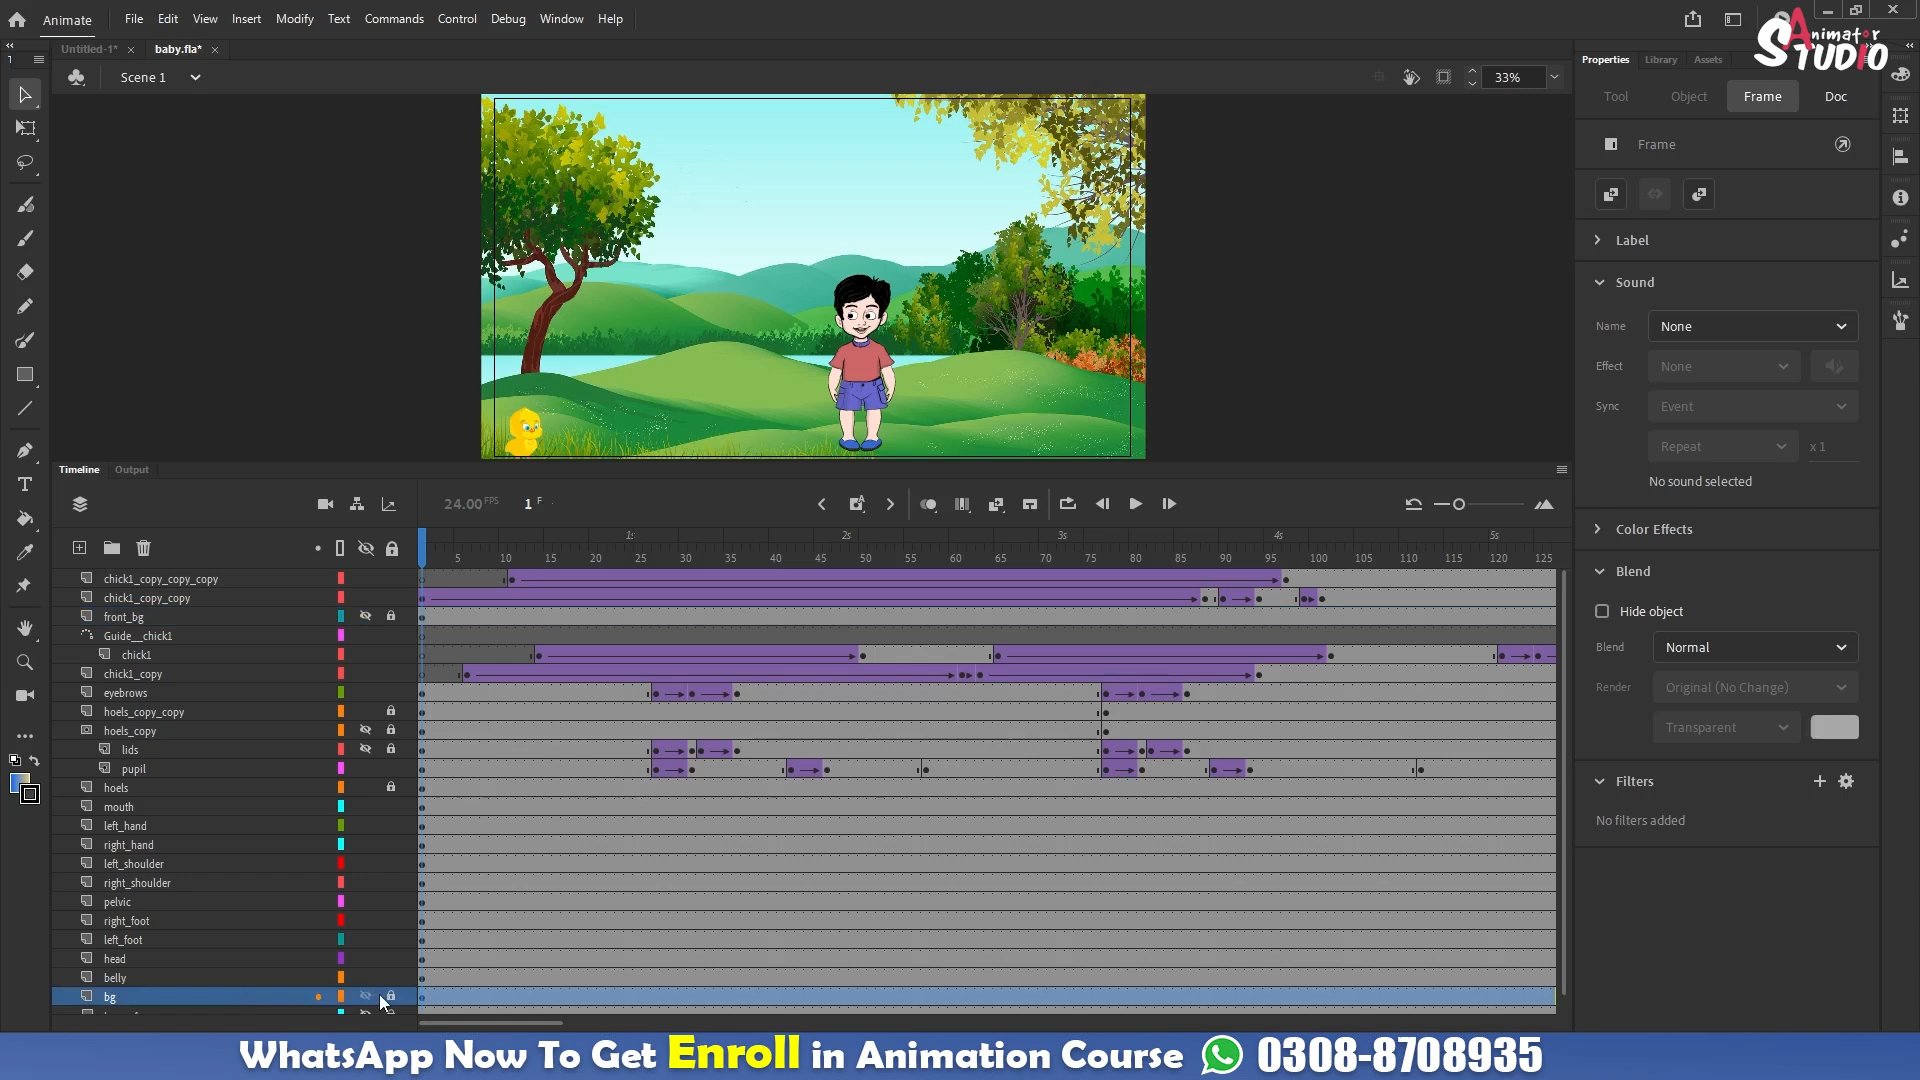 Animate File Edit View Insert Modify Text Commands Control Debug Window Help
Animator STUDIO
1 Untitled-1* × baby.fla* ×
Scene 1
33%
Properties Library Assets
Tool Object Frame Doc
Frame
Label
Sound
Name None
Effect None
Sync Event
Repeat x 1
No sound selected
Color Effects
Blend
Hide object
Blend Normal
Render Original (No Change)
Transparent
Filters
No filters added
Timeline Output
24.00 FPS 1 F
1s 2s 3s 4s 5s
5 10 15 20 25 30 35 40 45 50 55 60 65 70 75 80 85 90 95 100 105 110 115 120 125
chick1_copy_copy_copy
chick1_copy_copy
front_bg
Guide__chick1
chick1
chick1_copy
eyebrows
hoels_copy_copy
hoels_copy
lids
pupil
hoels
mouth
left_hand
right_hand
left_shoulder
right_shoulder
pelvic
right_foot
left_foot
head
belly
bg
WhatsApp Now To Get Enroll in Animation Course 0308-8708935